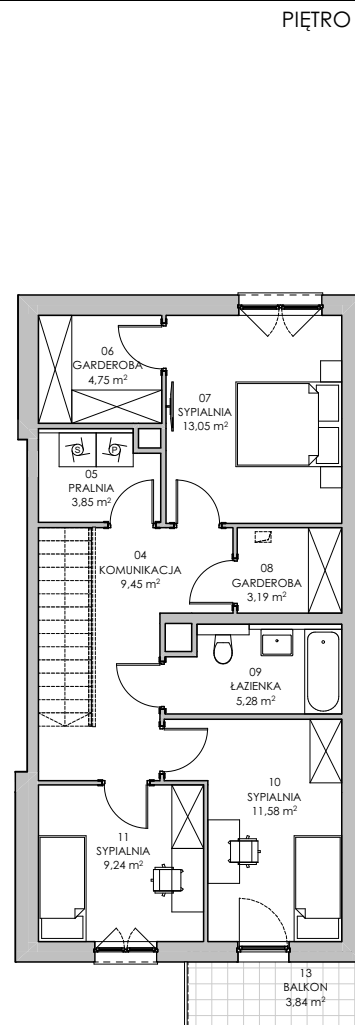 PIĘTRO
06
GARDEROBA
4,75 m²
07
SYPIALNIA
13,05 m²
S P
05
PRALNIA
3,85 m²
04
KOMUNIKACJA
9,45 m²
08
GARDEROBA
3,19 m²
09
ŁAZIENKA
5,28 m²
10
SYPIALNIA
11,58 m²
11
SYPIALNIA
9,24 m²
13
BALKON
3,84 m²